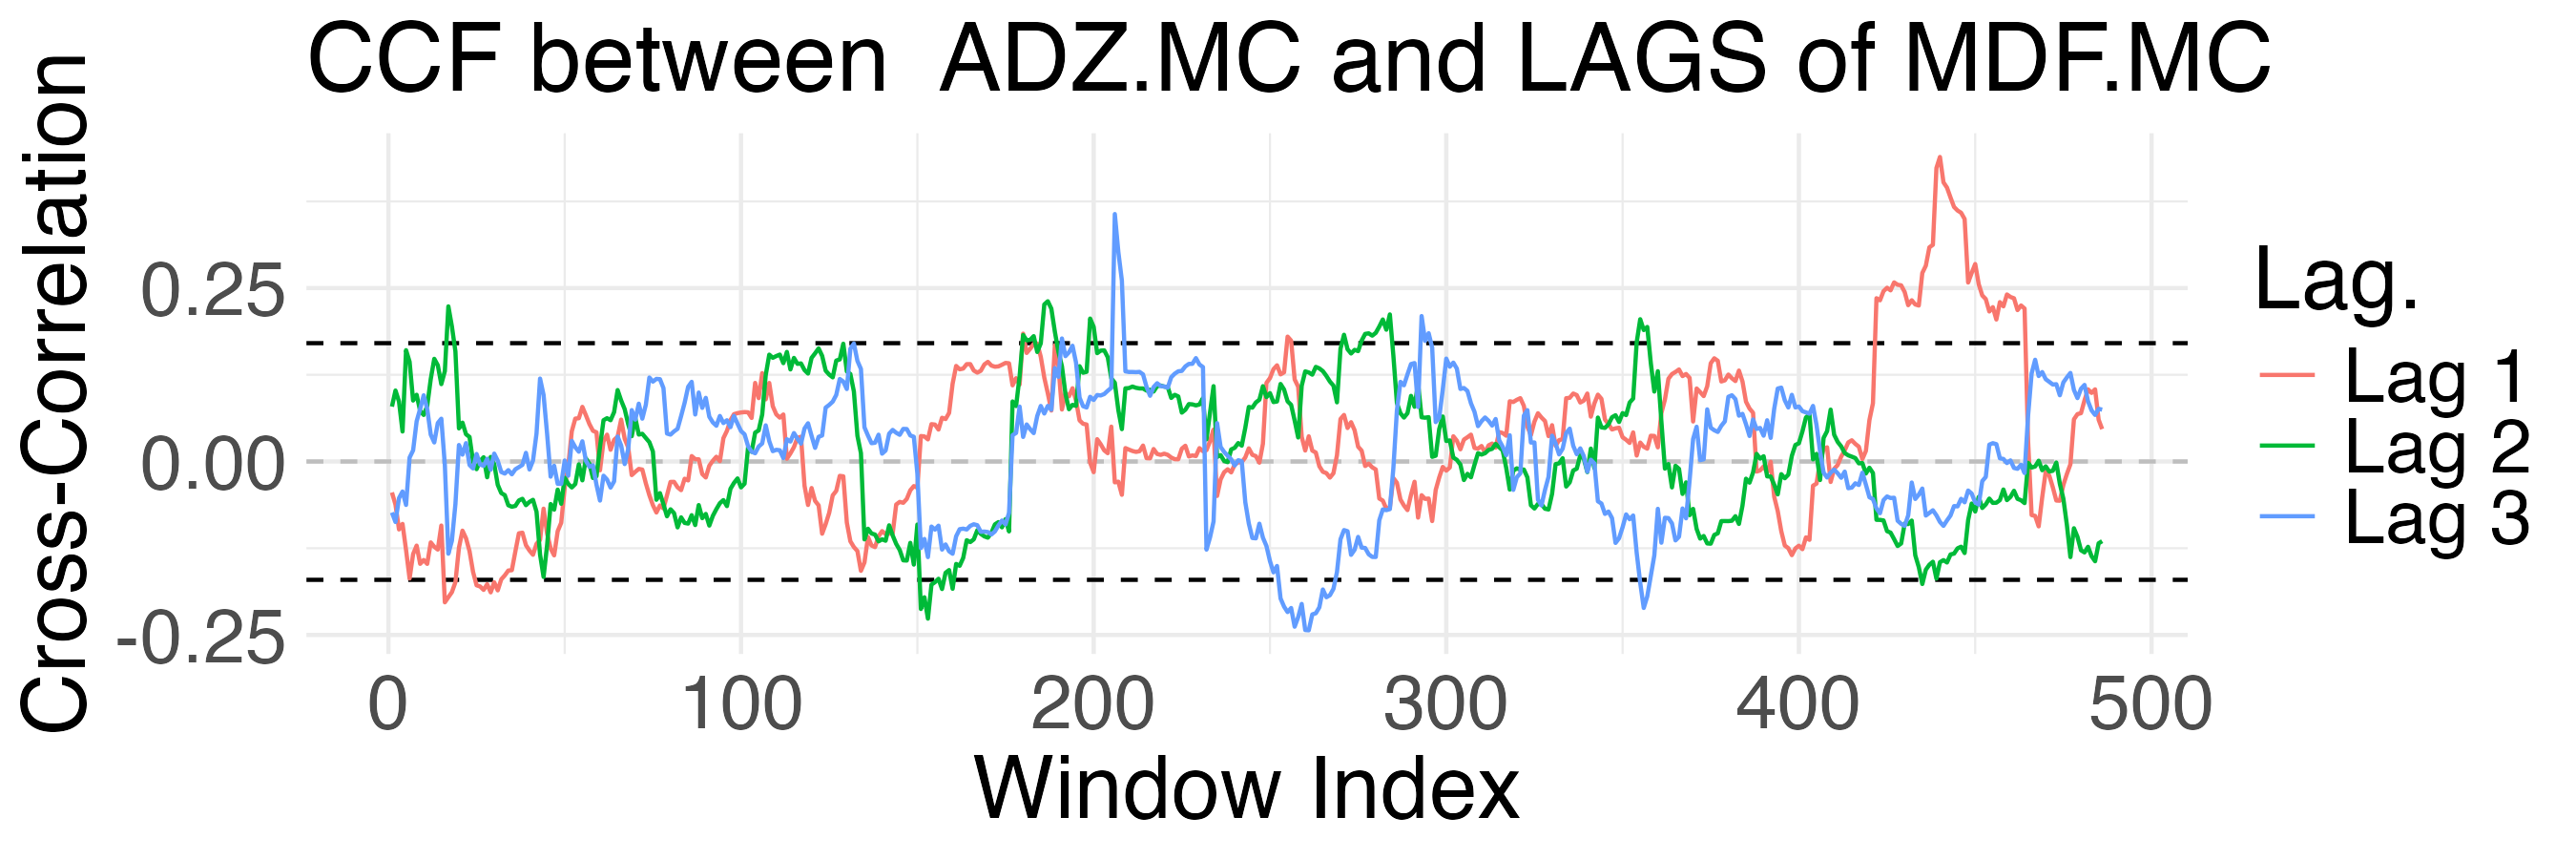 CCF between  ADZ.MC and LAGS of MDF.MC
Cross-Correlation
0.25
0.00
-0.25
0 100 200 300 400 500
Window Index
Lag.
Lag 1
Lag 2
Lag 3